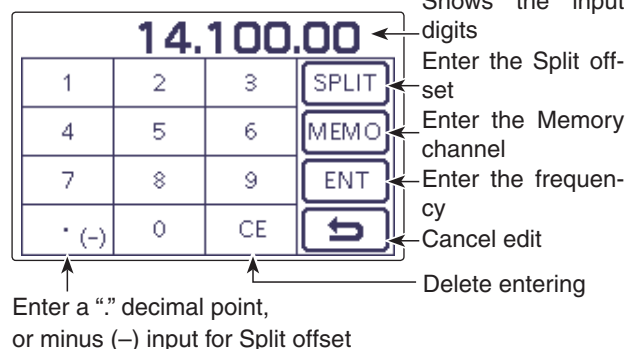 Shows the input
digits
14.100.00
Enter the Split off-
set
1 2 3 SPLIT
Enter the Memory
channel
4 5 6 MEMO
Enter the frequen-
cy
7 8 9 ENT
Cancel edit
· (–) 0 CE
Delete entering
Enter a “.” decimal point,
or minus (–) input for Split offset